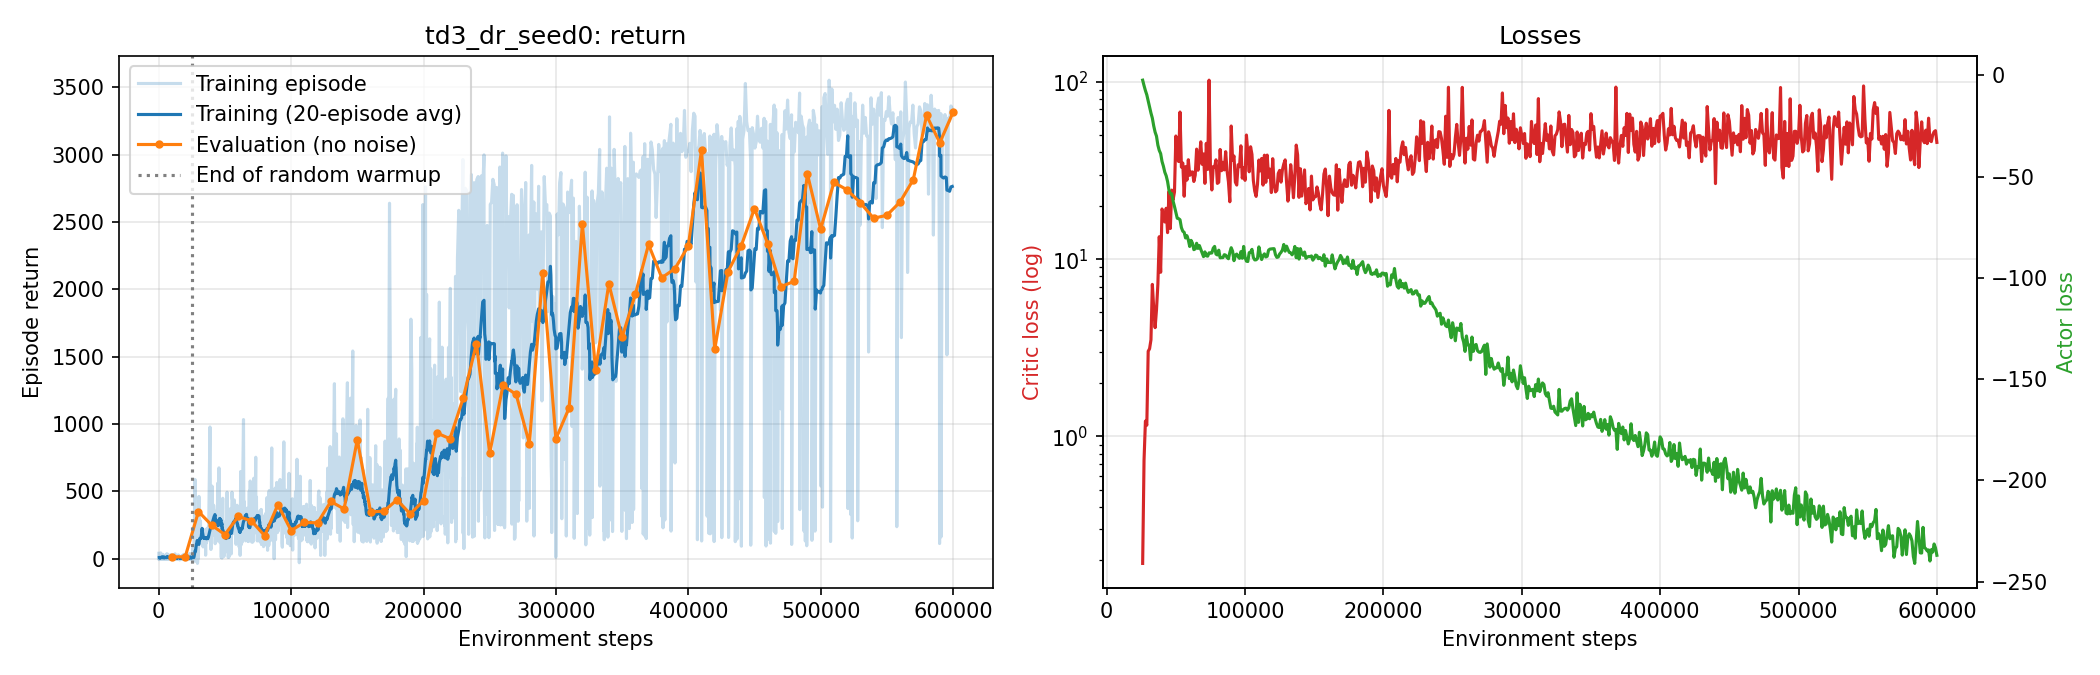 td3_dr_seed0: return
Training episode
Training (20-episode avg)
Evaluation (no noise)
End of random warmup
3500
3000
2500
2000
1500
1000
500
0
Episode return
0 100000 200000 300000 400000 500000 600000
Environment steps
Losses
10²
10¹
10⁰
Critic loss (log)
0
−50
−100
−150
−200
−250
Actor loss
0 100000 200000 300000 400000 500000 600000
Environment steps